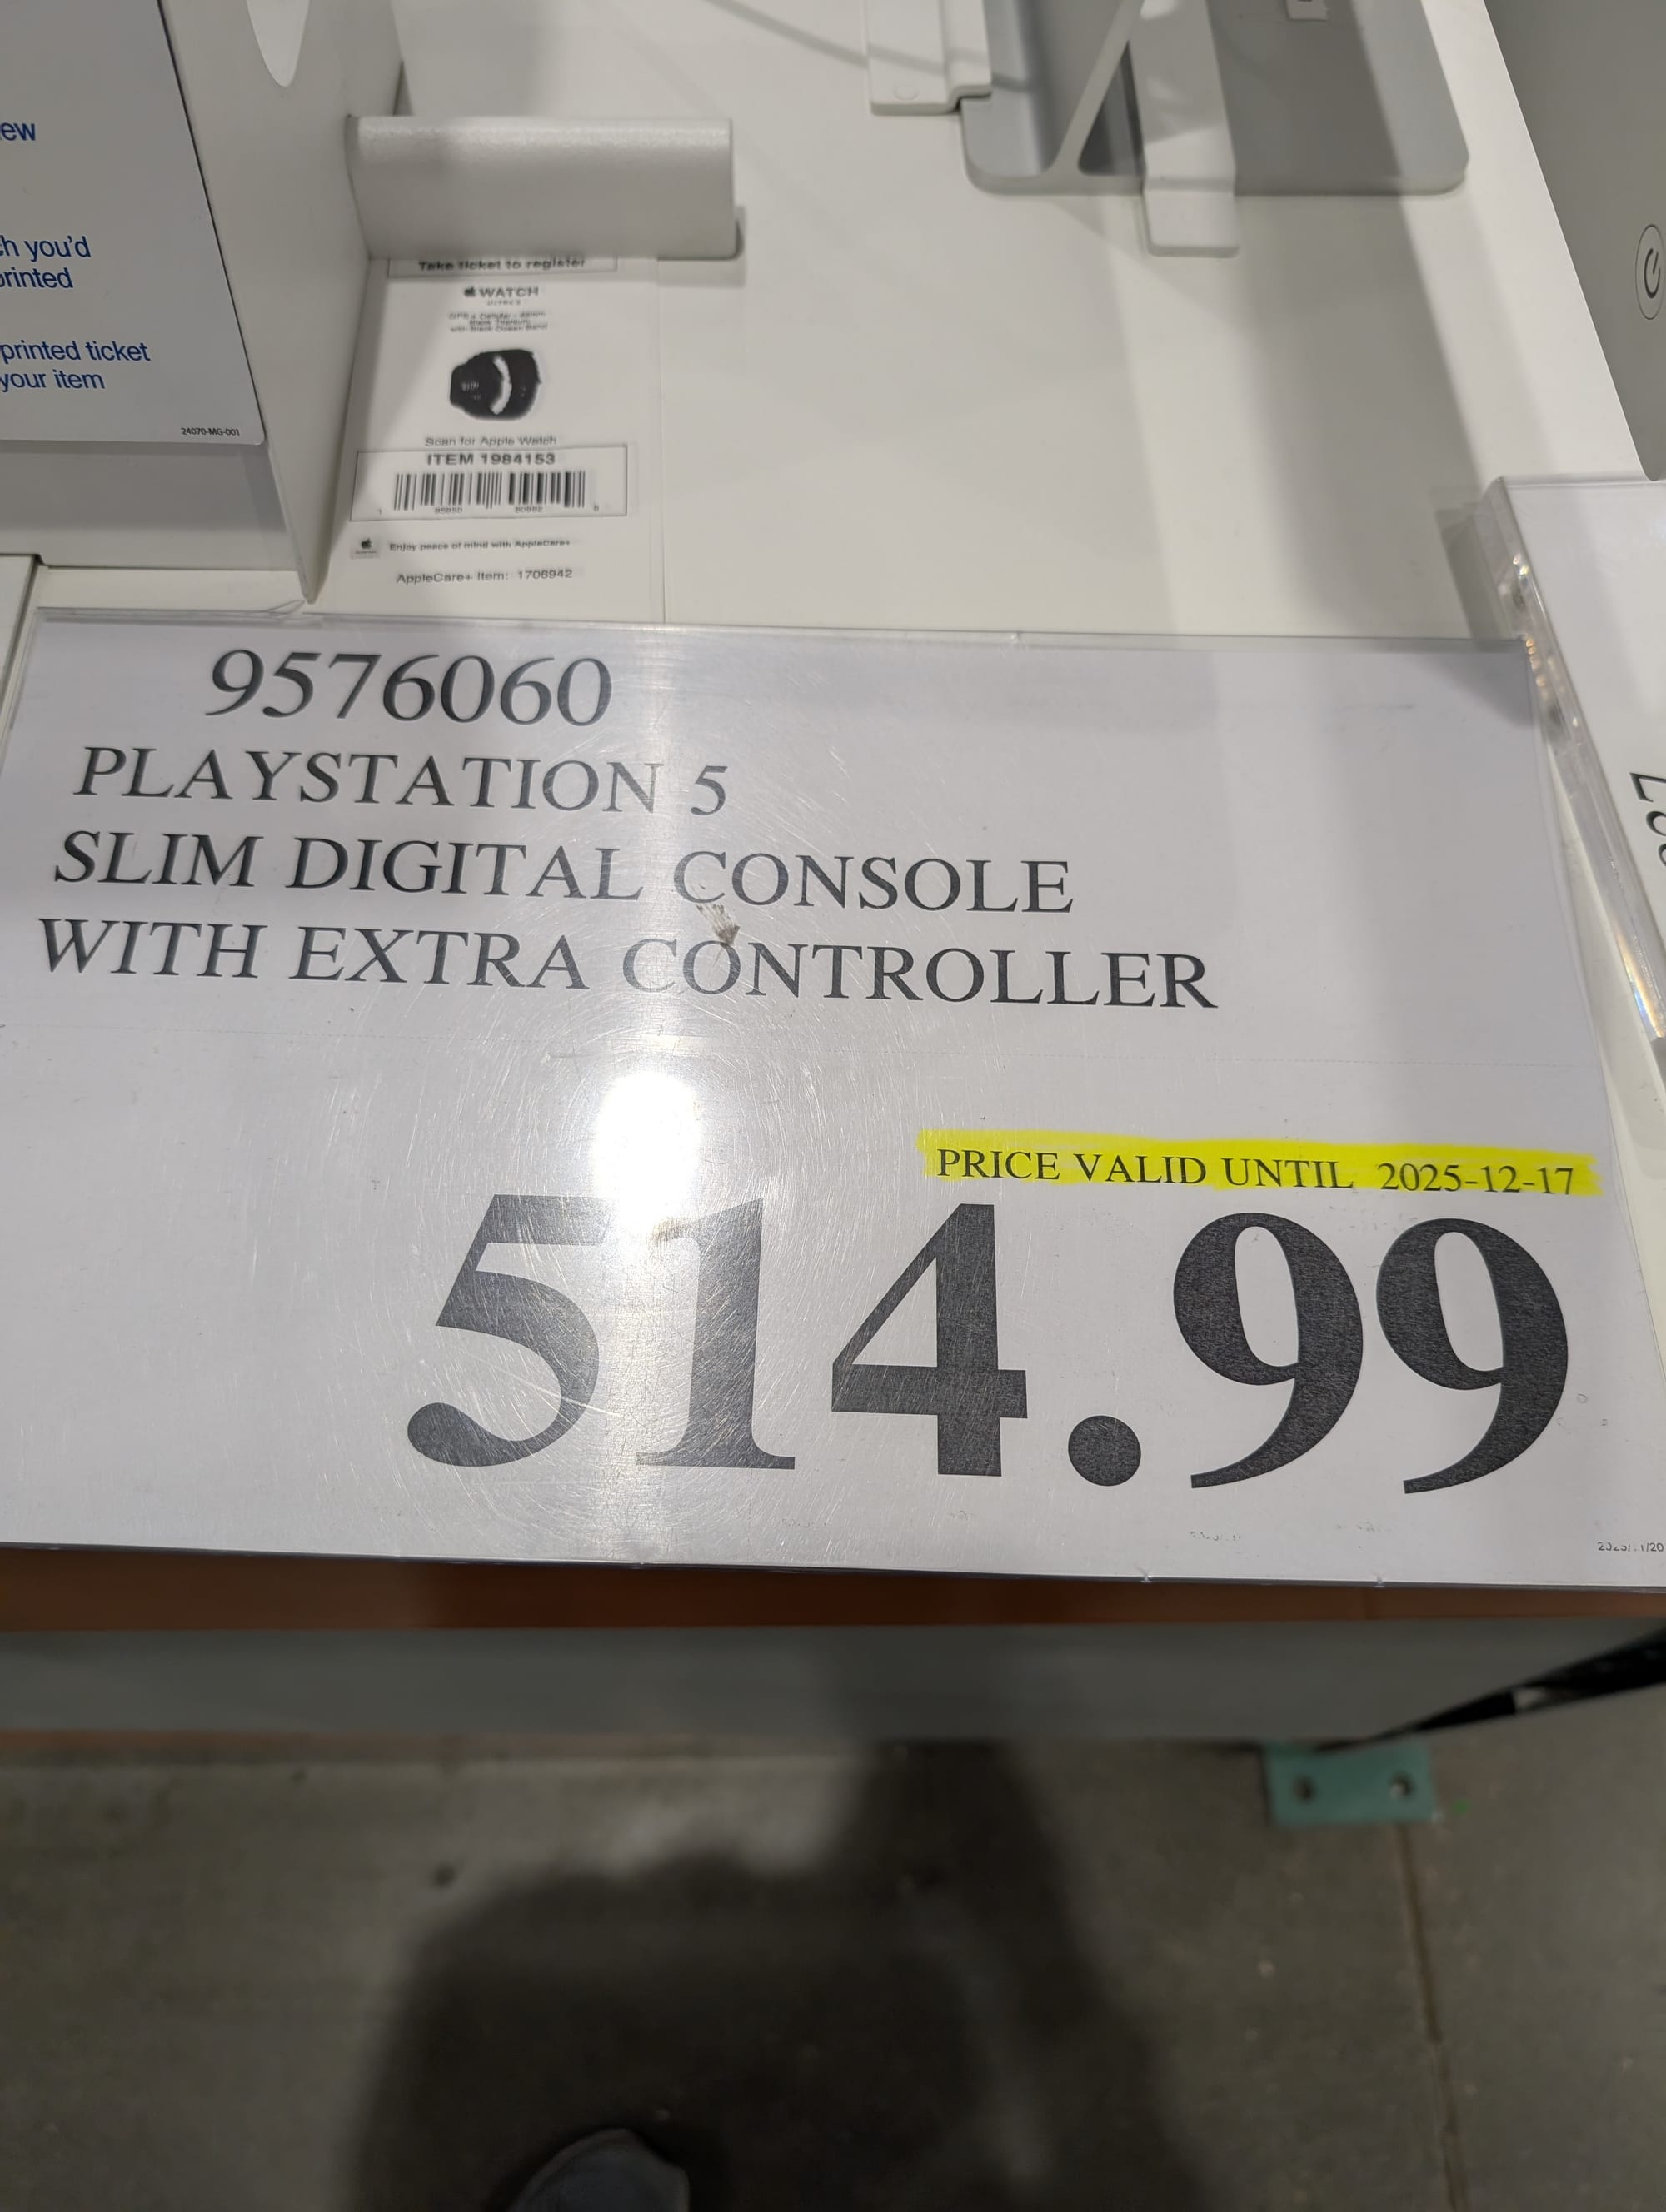 ew
h you'd
printed
printed ticket
your item
24070-MG-001
Take ticket to register
WATCH
Scan for Apple Watch
ITEM 1984153
Enjoy peace of mind with AppleCare+
AppleCare+ Item: 1706942
9576060
PLAYSTATION 5
SLIM DIGITAL CONSOLE
WITH EXTRA CONTROLLER
PRICE VALID UNTIL 2025-12-17
514.99